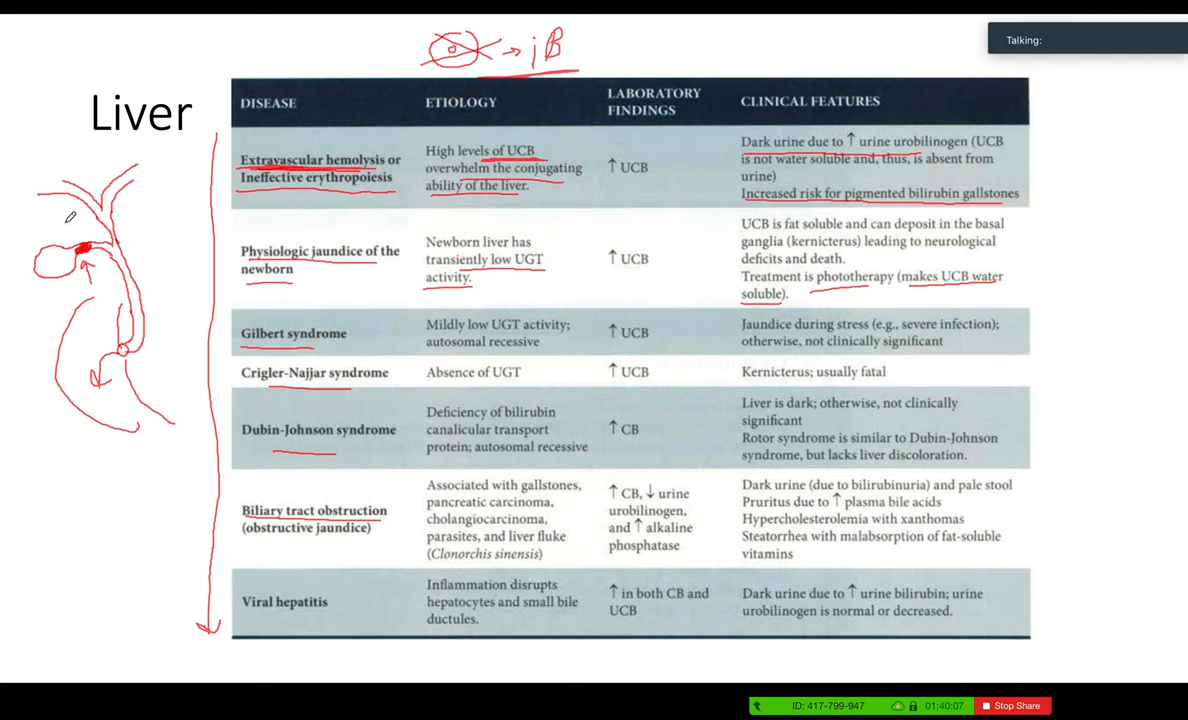 Talking:
→ iB
Liver
DISEASE
ETIOLOGY
LABORATORY
FINDINGS
CLINICAL FEATURES
Extravascular hemolysis or
Ineffective erythropoiesis
High levels of UCB
overwhelm the conjugating
ability of the liver.
↑ UCB
Dark urine due to ↑ urine urobilinogen (UCB
is not water soluble and, thus, is absent from
urine)
Increased risk for pigmented bilirubin gallstones
Physiologic jaundice of the
newborn
Newborn liver has
transiently low UGT
activity.
↑ UCB
UCB is fat soluble and can deposit in the basal
ganglia (kernicterus) leading to neurological
deficits and death.
Treatment is phototherapy (makes UCB water
soluble).
Gilbert syndrome
Mildly low UGT activity;
autosomal recessive
↑ UCB
Jaundice during stress (e.g., severe infection);
otherwise, not clinically significant
Crigler-Najjar syndrome
Absence of UGT
↑ UCB
Kernicterus; usually fatal
Dubin-Johnson syndrome
Deficiency of bilirubin
canalicular transport
protein; autosomal recessive
↑ CB
Liver is dark; otherwise, not clinically
significant
Rotor syndrome is similar to Dubin-Johnson
syndrome, but lacks liver discoloration.
Biliary tract obstruction
(obstructive jaundice)
Associated with gallstones,
pancreatic carcinoma,
cholangiocarcinoma,
parasites, and liver fluke
(Clonorchis sinensis)
↑ CB, ↓ urine
urobilinogen,
and ↑ alkaline
phosphatase
Dark urine (due to bilirubinuria) and pale stool
Pruritus due to ↑ plasma bile acids
Hypercholesterolemia with xanthomas
Steatorrhea with malabsorption of fat-soluble
vitamins
Viral hepatitis
Inflammation disrupts
hepatocytes and small bile
ductules.
↑ in both CB and
UCB
Dark urine due to ↑ urine bilirubin; urine
urobilinogen is normal or decreased.
ID: 417-799-947
01:40:07
Stop Share